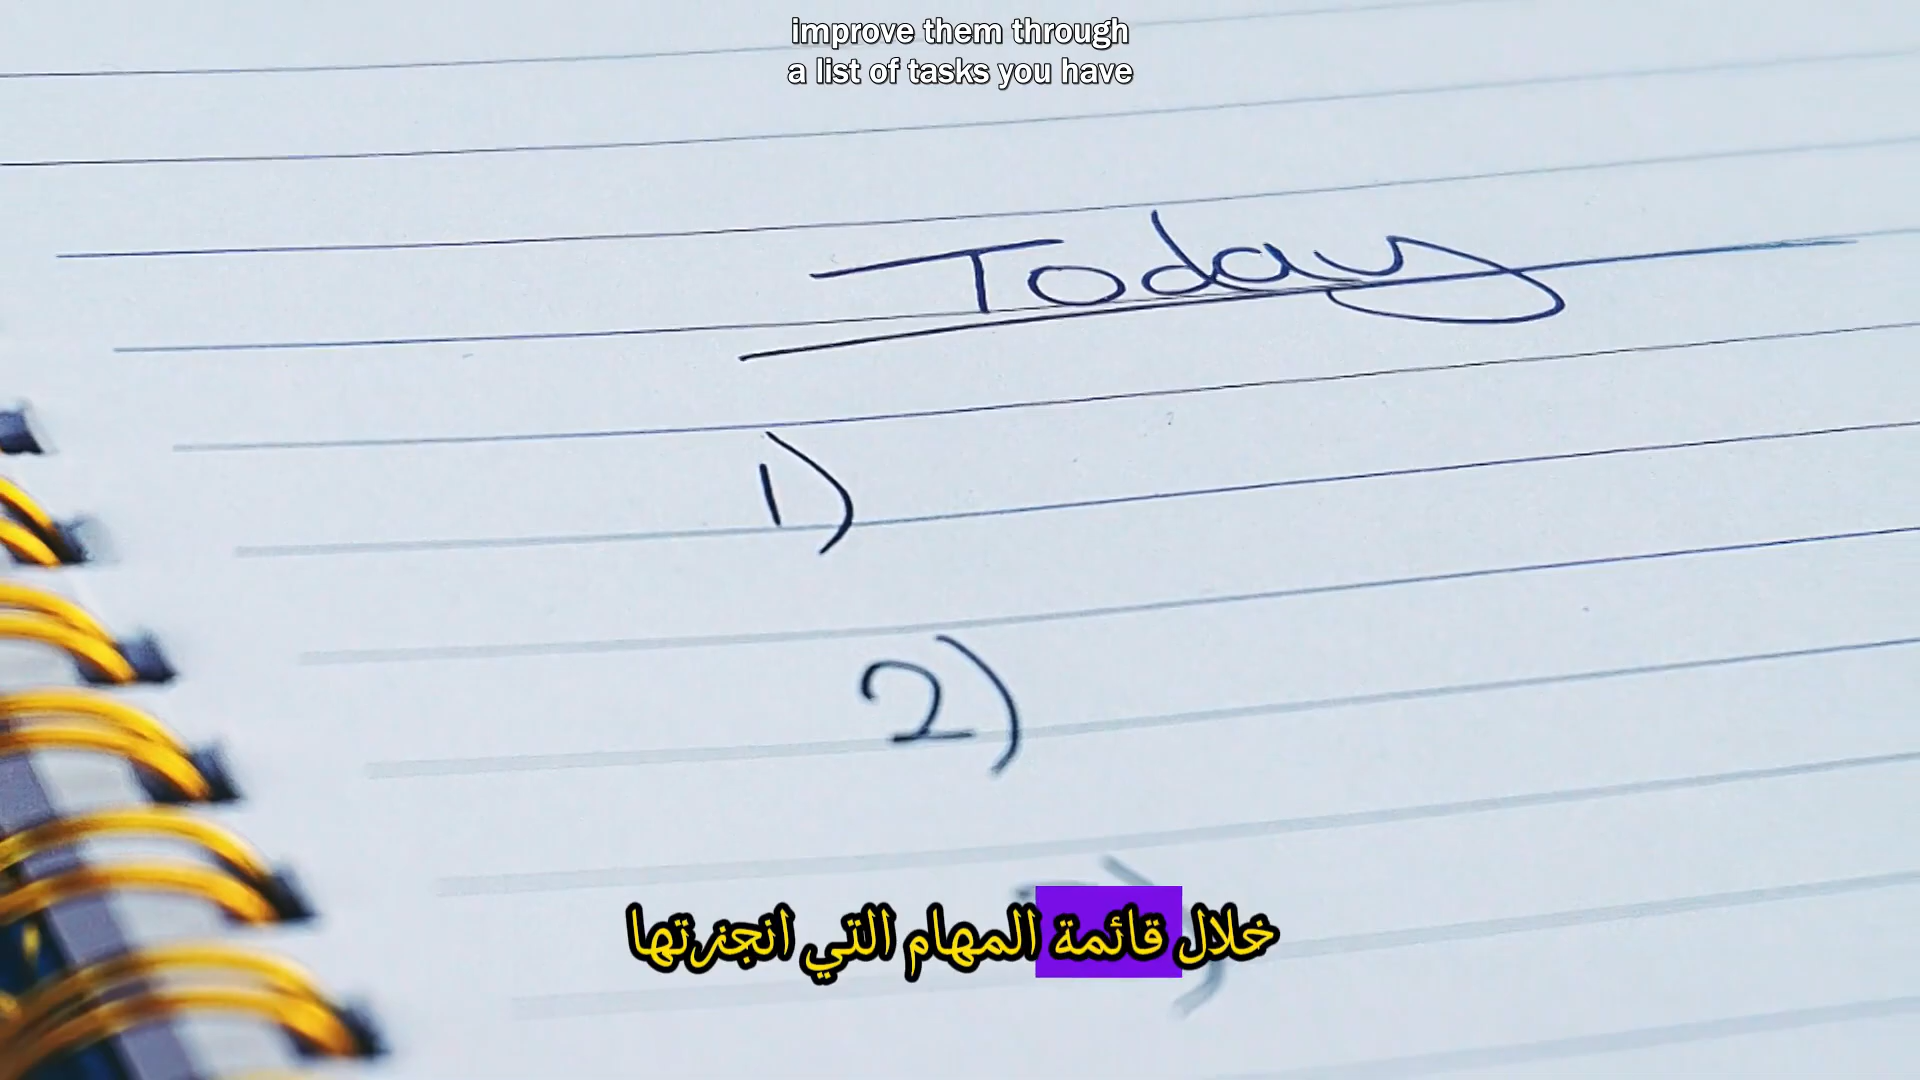 improve them through
a list of tasks you have
Today
1)
2)
خلال قائمة المهام التي انجزتها